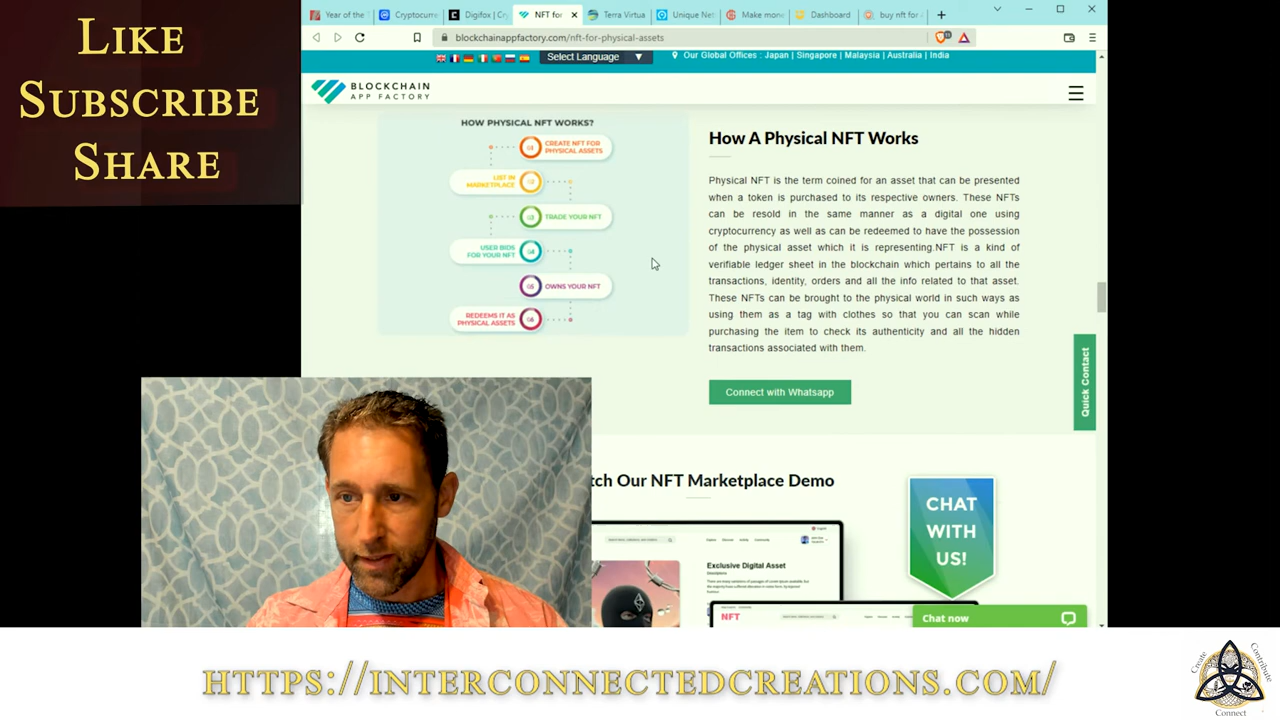 LIKE
SUBSCRIBE
SHARE
Year of the
Cryptocurre
Digifox | Cr
NFT for
Terra Virtua
Unique Net
Make mone
Dashboard
buy nft for A
blockchainappfactory.com/nft-for-physical-assets
Select Language ▼
Our Global Offices : Japan | Singapore | Malaysia | Australia | India
BLOCKCHAIN
APP FACTORY
HOW PHYSICAL NFT WORKS?
CREATE NFT FOR
PHYSICAL ASSETS
LIST IN
MARKETPLACE
TRADE YOUR NFT
USER BIDS
FOR YOUR NFT
OWNS YOUR NFT
REDEEMS IT AS
PHYSICAL ASSETS
How A Physical NFT Works
Physical NFT is the term coined for an asset that can be presented
when a token is purchased to its respective owners. These NFTs
can be resold in the same manner as a digital one using
cryptocurrency as well as can be redeemed to have the possession
of the physical asset which it is representing.NFT is a kind of
verifiable ledger sheet in the blockchain which pertains to all the
transactions, identity, orders and all the info related to that asset.
These NFTs can be brought to the physical world in such ways as
using them as a tag with clothes so that you can scan while
purchasing the item to check its authenticity and all the hidden
transactions associated with them.
Connect with Whatsapp
Quick Contact
tch Our NFT Marketplace Demo
Exclusive Digital Asset
NFT
CHAT
WITH
US!
Chat now
HTTPS://INTERCONNECTEDCREATIONS.COM/
Create
Contribute
Connect